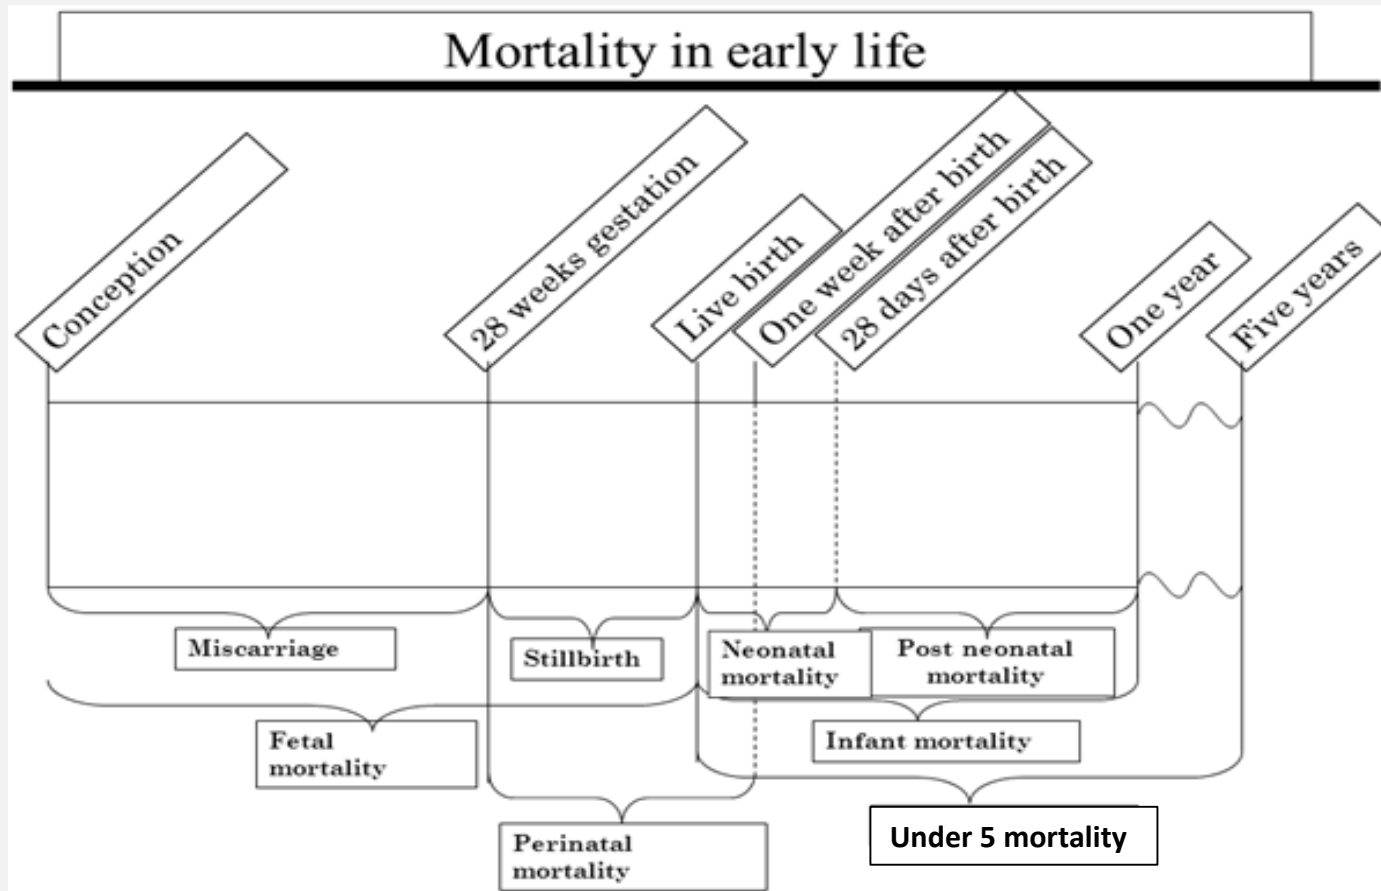 Mortality in early life
Conception
28 weeks gestation
Live birth
One week after birth
28 days after birth
One year
Five years
Miscarriage
Stillbirth
Neonatal
mortality
Post neonatal
mortality
Fetal
mortality
Infant mortality
Perinatal
mortality
Under 5 mortality